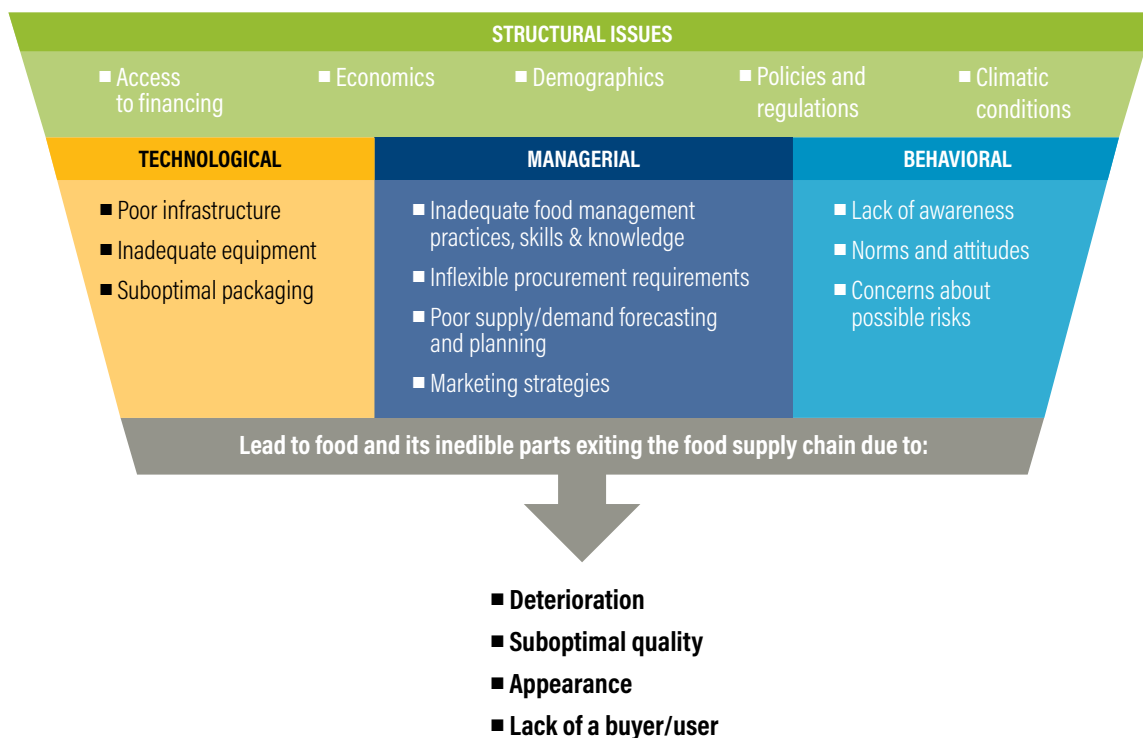 STRUCTURAL ISSUES
■ Access
to financing
■ Economics
■ Demographics
■ Policies and
regulations
■ Climatic
conditions
TECHNOLOGICAL
■ Poor infrastructure
■ Inadequate equipment
■ Suboptimal packaging
MANAGERIAL
■ Inadequate food management
practices, skills & knowledge
■ Inflexible procurement requirements
■ Poor supply/demand forecasting
and planning
■ Marketing strategies
BEHAVIORAL
■ Lack of awareness
■ Norms and attitudes
■ Concerns about
possible risks
Lead to food and its inedible parts exiting the food supply chain due to:
■ Deterioration
■ Suboptimal quality
■ Appearance
■ Lack of a buyer/user